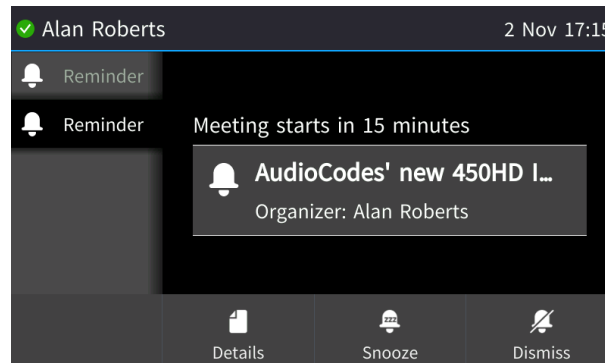 Alan Roberts 2 Nov 17:15
Reminder
Reminder
Meeting starts in 15 minutes
AudioCodes' new 450HD I...
Organizer: Alan Roberts
zzz
Details Snooze Dismiss